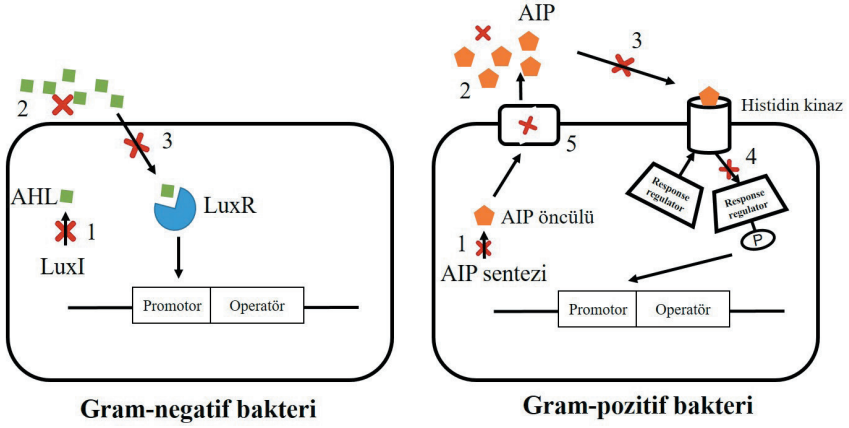 2
3
AHL
LuxR
1
LuxI
Promotor
Operatör
Gram-negatif bakteri
AIP
3
2
Histidin kinaz
5
4
Response
regulator
Response
regulator
AIP öncülü
1
P
AIP sentezi
Promotor
Operatör
Gram-pozitif bakteri